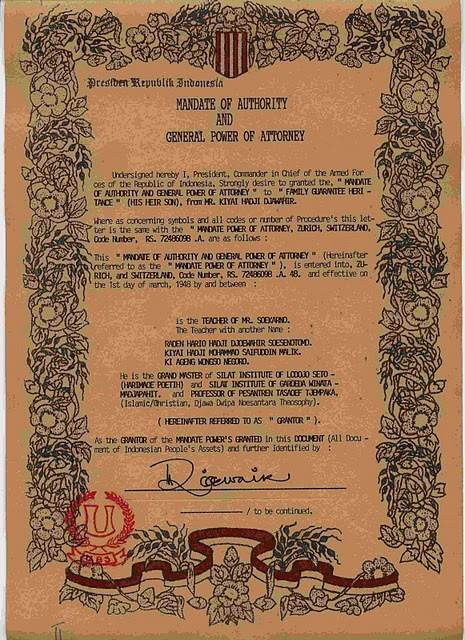 Presiden Republik Indonesia
MANDATE OF AUTHORITY
AND
GENERAL POWER OF ATTORNEY
Undersigned hereby I, President, Commander in Chief of the Armed For
ces of the Republic of Indonesia, Strongly desire to granted the, " MANDATE
OF AUTHORITY AND GENERAL POWER OF ATTORNEY " to " FAMILY GUARANTEE HERI -
TANCE " (HIS HEIR SON), from MR. KIYAI HADJI DJAWAHIR.
where as concerning symbols and all codes or number of Procedure's this let-
ter is the same with the " MANDATE POWER OF ATTORNEY, ZURICH, SWITZERLAND,
Code Number, RS. 72486098 .A. are as follows :
This " MANDATE OF AUTHORITY AND GENERAL POWER OF ATTORNEY " (Hereinafter
referred to as the " MANDATE POWER OF ATTORNEY " ), is entered into, ZU-
RICH, and SWITZERLAND, Code Number, RS. 72486098 .A. 48. and effective on
the 1st day of march, 1948 by and between :
is the TEACHER OF MR. SOEKARNO.
The Teacher with another Name :
RADEN HARIO HADJI DJOEWAHIR SOESENOTOMO.
KIYAI HADJI MOHAMMAD SAIFUDDIN MALIK.
KI AGENG WONGSO NEGORO.
He is the GRAND MASTER of SILAT INSTITUTE OF LODOJO SETO -
(HARIMAOE POETIH) and SILAT INSTITUTE OF GAROEDA WINATA -
MADJAPAHIT. and PROFESSOR OF PESANTREN TASAOEF TJEMPAKA,
(Islamic/Christian, Djawa Dwipa Noesantara Theosophy).
( HEREINAFTER REFERRED TO AS " GRANTOR " ).
As the GRANTOR of the MANDATE POWER'S GRANTED in this DOCUMENT (All Docu -
ment of Indonesian People's Assets) and further Identified by :
/ to be continued.
U
UBS